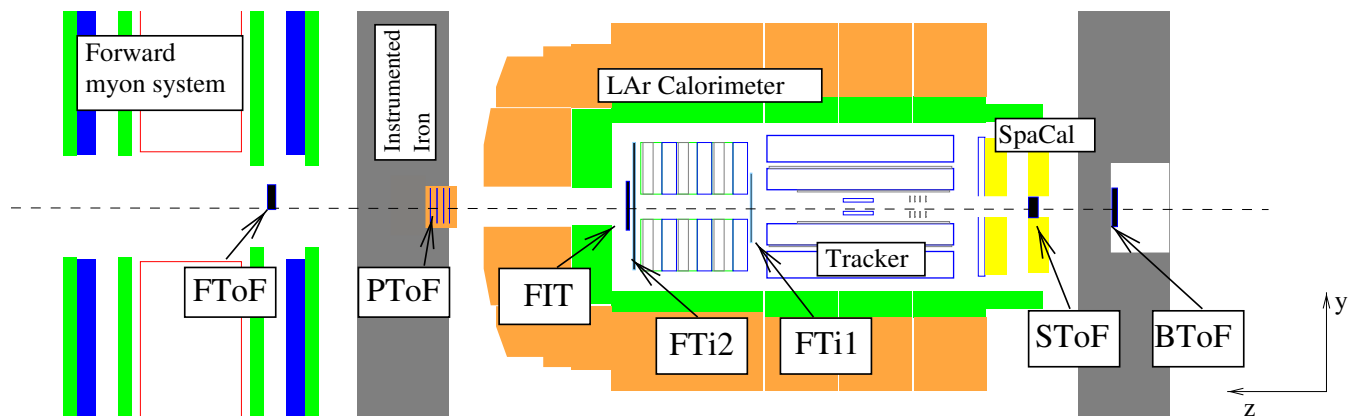 Forward
myon system
Instrumented
Iron
LAr Calorimeter
SpaCal
Tracker
FToF
PToF
FIT
FTi2
FTi1
SToF
BToF
y
z